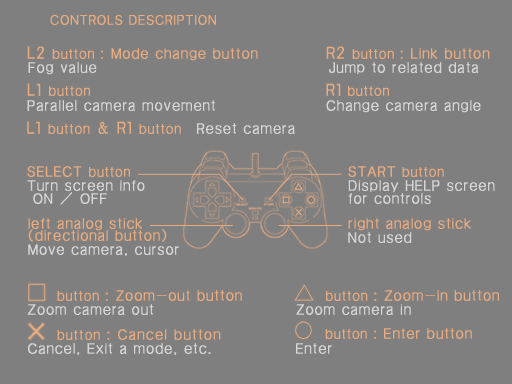 CONTROLS DESCRIPTION
L2 button : Mode change button
Fog value
R2 button : Link button
Jump to related data
L1 button
Parallel camera movement
R1 button
Change camera angle
L1 button & R1 button Reset camera
SELECT button
Turn screen info
ON / OFF
START button
Display HELP screen
for controls
left analog stick
(directional button)
Move camera, cursor
right analog stick
Not used
□ button : Zoom-out button
Zoom camera out
△ button : Zoom-in button
Zoom camera in
✕ button : Cancel button
Cancel, Exit a mode, etc.
○ button : Enter button
Enter